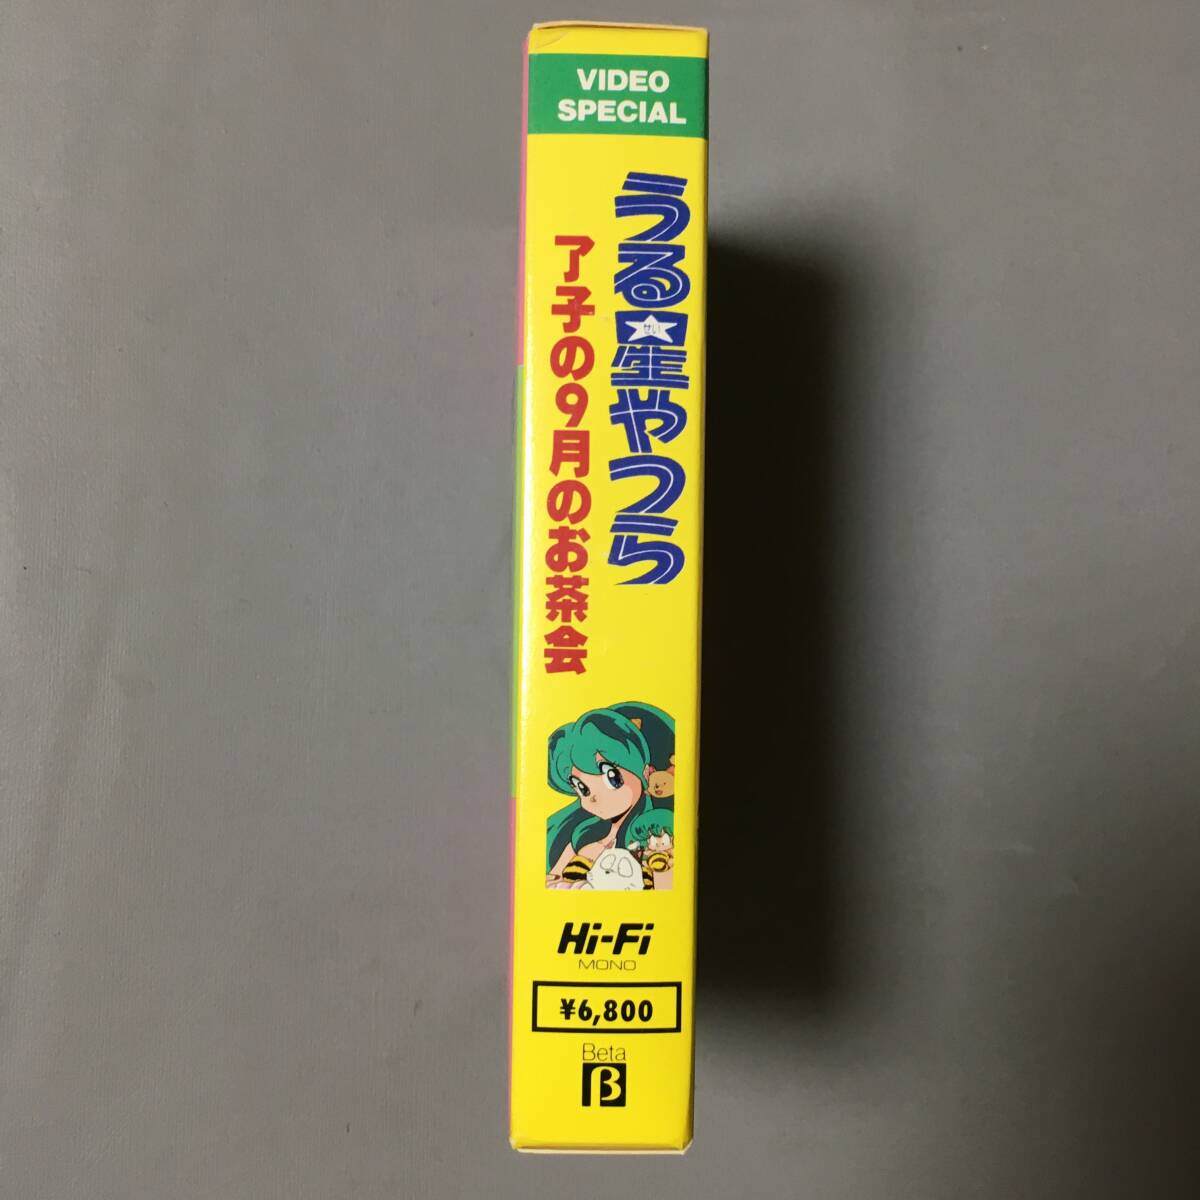 VIDEO
SPECIAL
うる星やつら
せい
了子の9月のお茶会
Hi-Fi
MONO
¥6,800
Beta
β